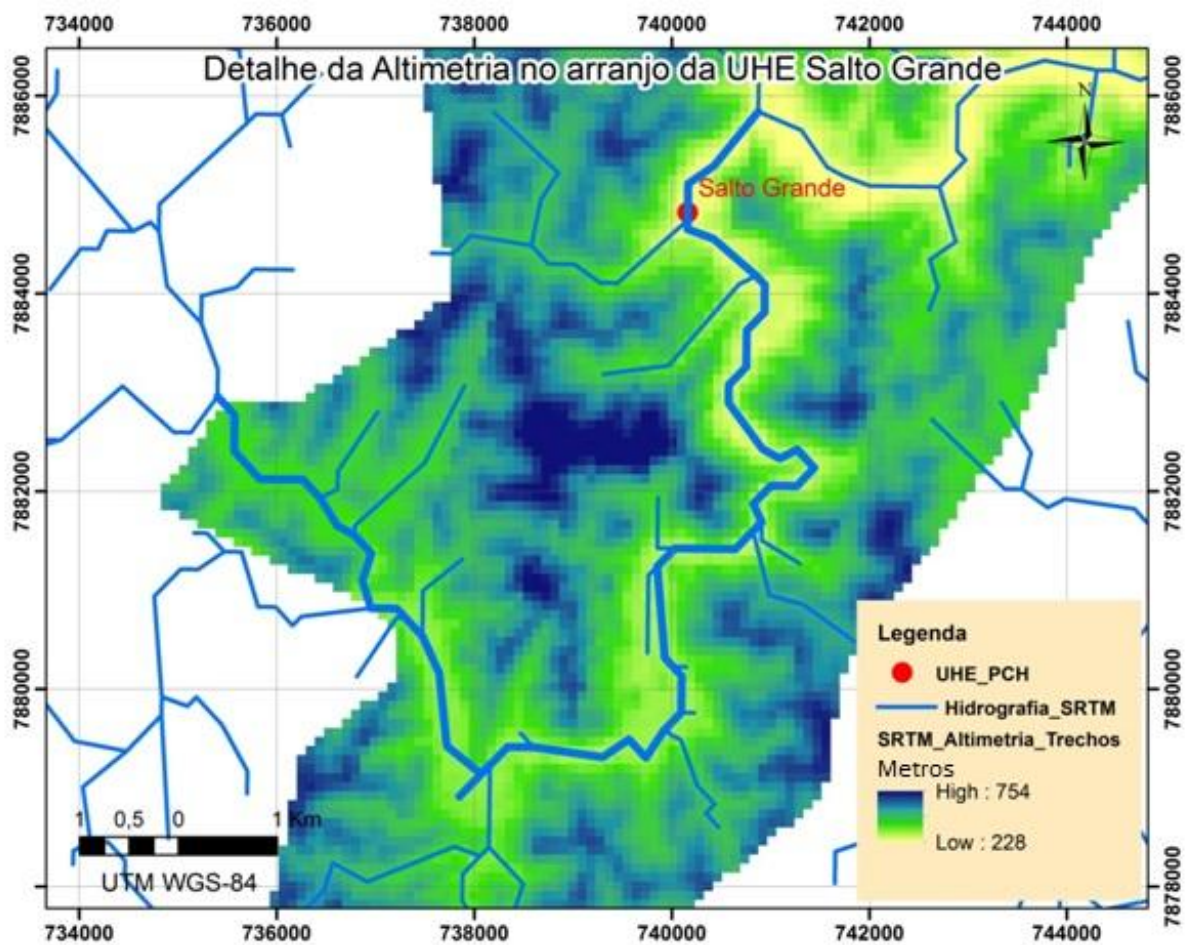 734000 736000 738000 740000 742000 744000
Detalhe da Altimetria no arranjo da UHE Salto Grande
7886000 7886000
N
Salto Grande
7884000 7884000
7882000 7882000
7880000 7880000
7878000 7878000
Legenda
UHE_PCH
Hidrografia_SRTM
SRTM_Altimetria_Trechos
Metros
High : 754
Low : 228
1 0,5 0 1 Km
UTM WGS-84
734000 736000 738000 740000 742000 744000